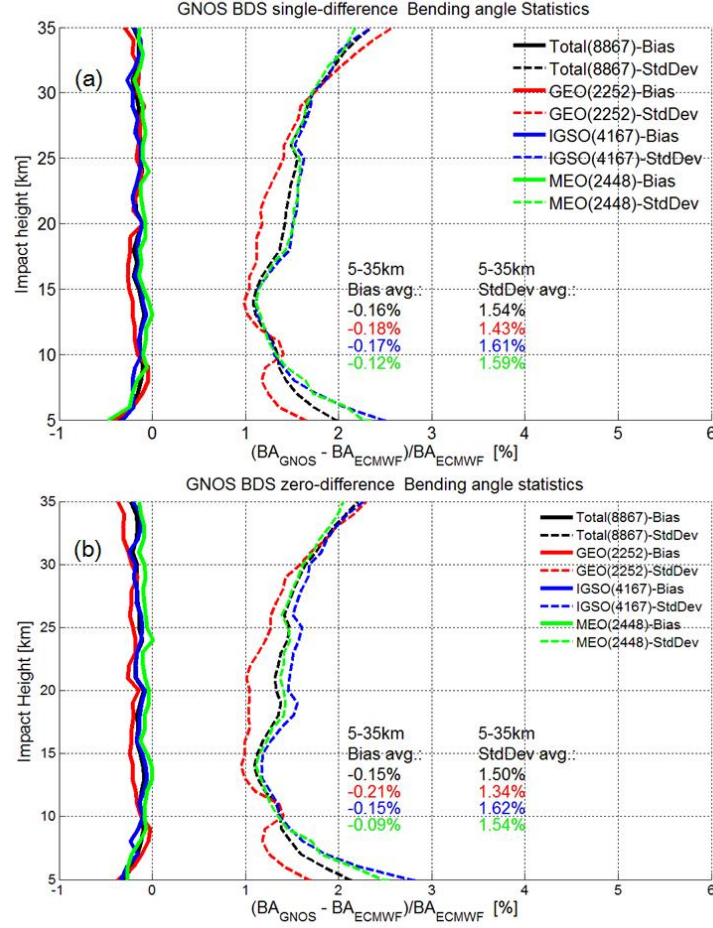 GNOS BDS single-difference Bending angle Statistics
35
30
25
20
15
10
5
Impact height [km]
(a)
Total(8867)-Bias
Total(8867)-StdDev
GEO(2252)-Bias
GEO(2252)-StdDev
IGSO(4167)-Bias
IGSO(4167)-StdDev
MEO(2448)-Bias
MEO(2448)-StdDev
5-35km 5-35km
Bias avg.: StdDev avg.:
-0.16% 1.54%
-0.18% 1.43%
-0.17% 1.61%
-0.12% 1.59%
-1 0 1 2 3 4 5 6
(BA_GNOS - BA_ECMWF)/BA_ECMWF [%]
GNOS BDS zero-difference Bending angle statistics
35
30
25
20
15
10
5
Impact Height [km]
(b)
Total(8867)-Bias
Total(8867)-StdDev
GEO(2252)-Bias
GEO(2252)-StdDev
IGSO(4167)-Bias
IGSO(4167)-StdDev
MEO(2448)-Bias
MEO(2448)-StdDev
5-35km 5-35km
Bias avg.: StdDev avg.:
-0.15% 1.50%
-0.21% 1.34%
-0.15% 1.62%
-0.09% 1.54%
-1 0 1 2 3 4 5 6
(BA_GNOS - BA_ECMWF)/BA_ECMWF [%]